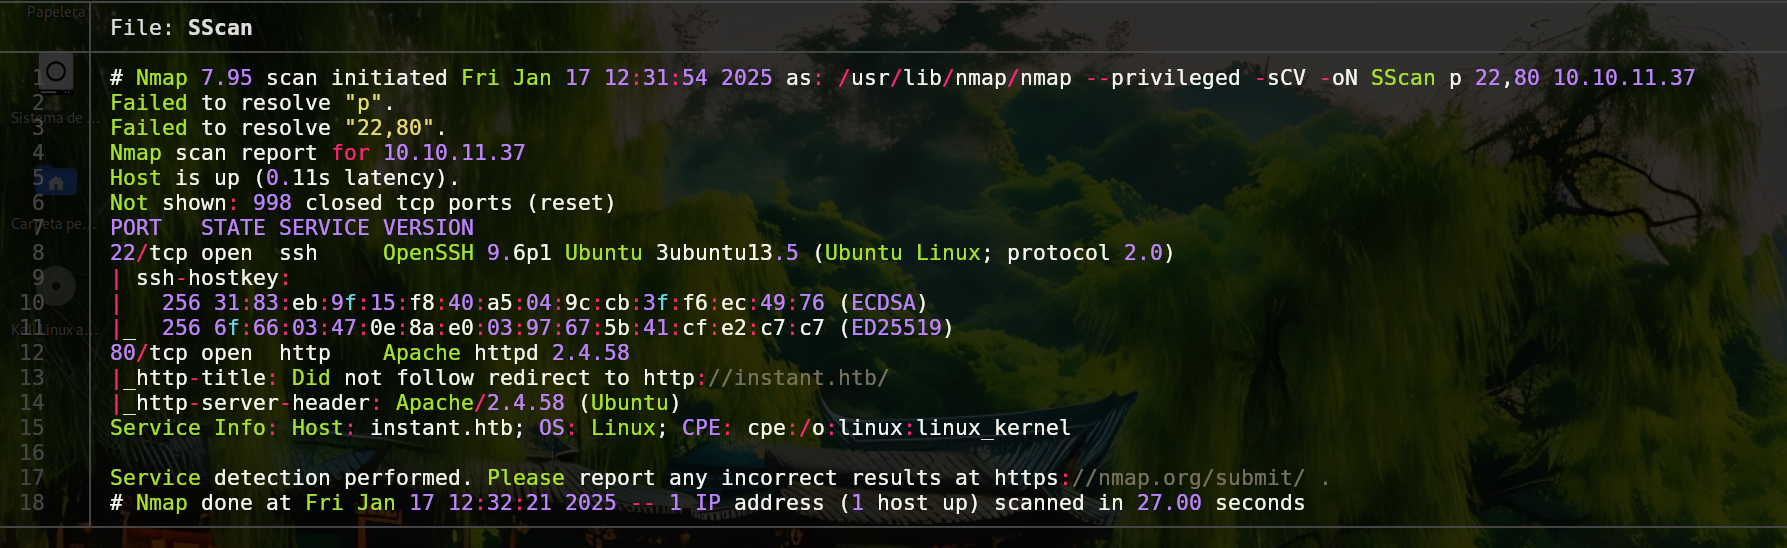 Papelera
File: SScan
1 # Nmap 7.95 scan initiated Fri Jan 17 12:31:54 2025 as: /usr/lib/nmap/nmap --privileged -sCV -oN SScan p 22,80 10.10.11.37
2 Failed to resolve "p".
Sistema de ...
3 Failed to resolve "22,80".
4 Nmap scan report for 10.10.11.37
5 Host is up (0.11s latency).
6 Not shown: 998 closed tcp ports (reset)
Carpeta pe...
7 PORT   STATE SERVICE VERSION
8 22/tcp open  ssh     OpenSSH 9.6p1 Ubuntu 3ubuntu13.5 (Ubuntu Linux; protocol 2.0)
9 | ssh-hostkey:
10 |   256 31:83:eb:9f:15:f8:40:a5:04:9c:cb:3f:f6:ec:49:76 (ECDSA)
Kali Linux a...
11 |_  256 6f:66:03:47:0e:8a:e0:03:97:67:5b:41:cf:e2:c7:c7 (ED25519)
12 80/tcp open  http    Apache httpd 2.4.58
13 |_http-title: Did not follow redirect to http://instant.htb/
14 |_http-server-header: Apache/2.4.58 (Ubuntu)
15 Service Info: Host: instant.htb; OS: Linux; CPE: cpe:/o:linux:linux_kernel
16
17 Service detection performed. Please report any incorrect results at https://nmap.org/submit/ .
18 # Nmap done at Fri Jan 17 12:32:21 2025 -- 1 IP address (1 host up) scanned in 27.00 seconds